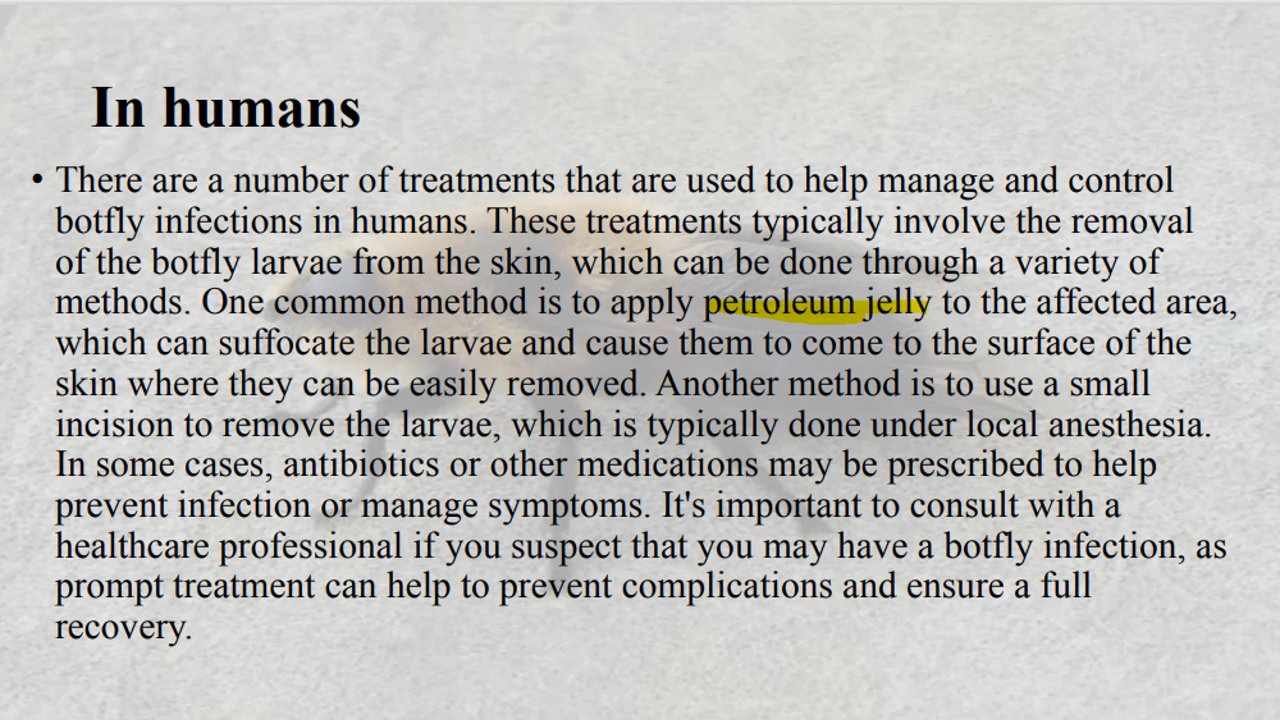 In humans
• There are a number of treatments that are used to help manage and control
botfly infections in humans. These treatments typically involve the removal
of the botfly larvae from the skin, which can be done through a variety of
methods. One common method is to apply petroleum jelly to the affected area,
which can suffocate the larvae and cause them to come to the surface of the
skin where they can be easily removed. Another method is to use a small
incision to remove the larvae, which is typically done under local anesthesia.
In some cases, antibiotics or other medications may be prescribed to help
prevent infection or manage symptoms. It's important to consult with a
healthcare professional if you suspect that you may have a botfly infection, as
prompt treatment can help to prevent complications and ensure a full
recovery.